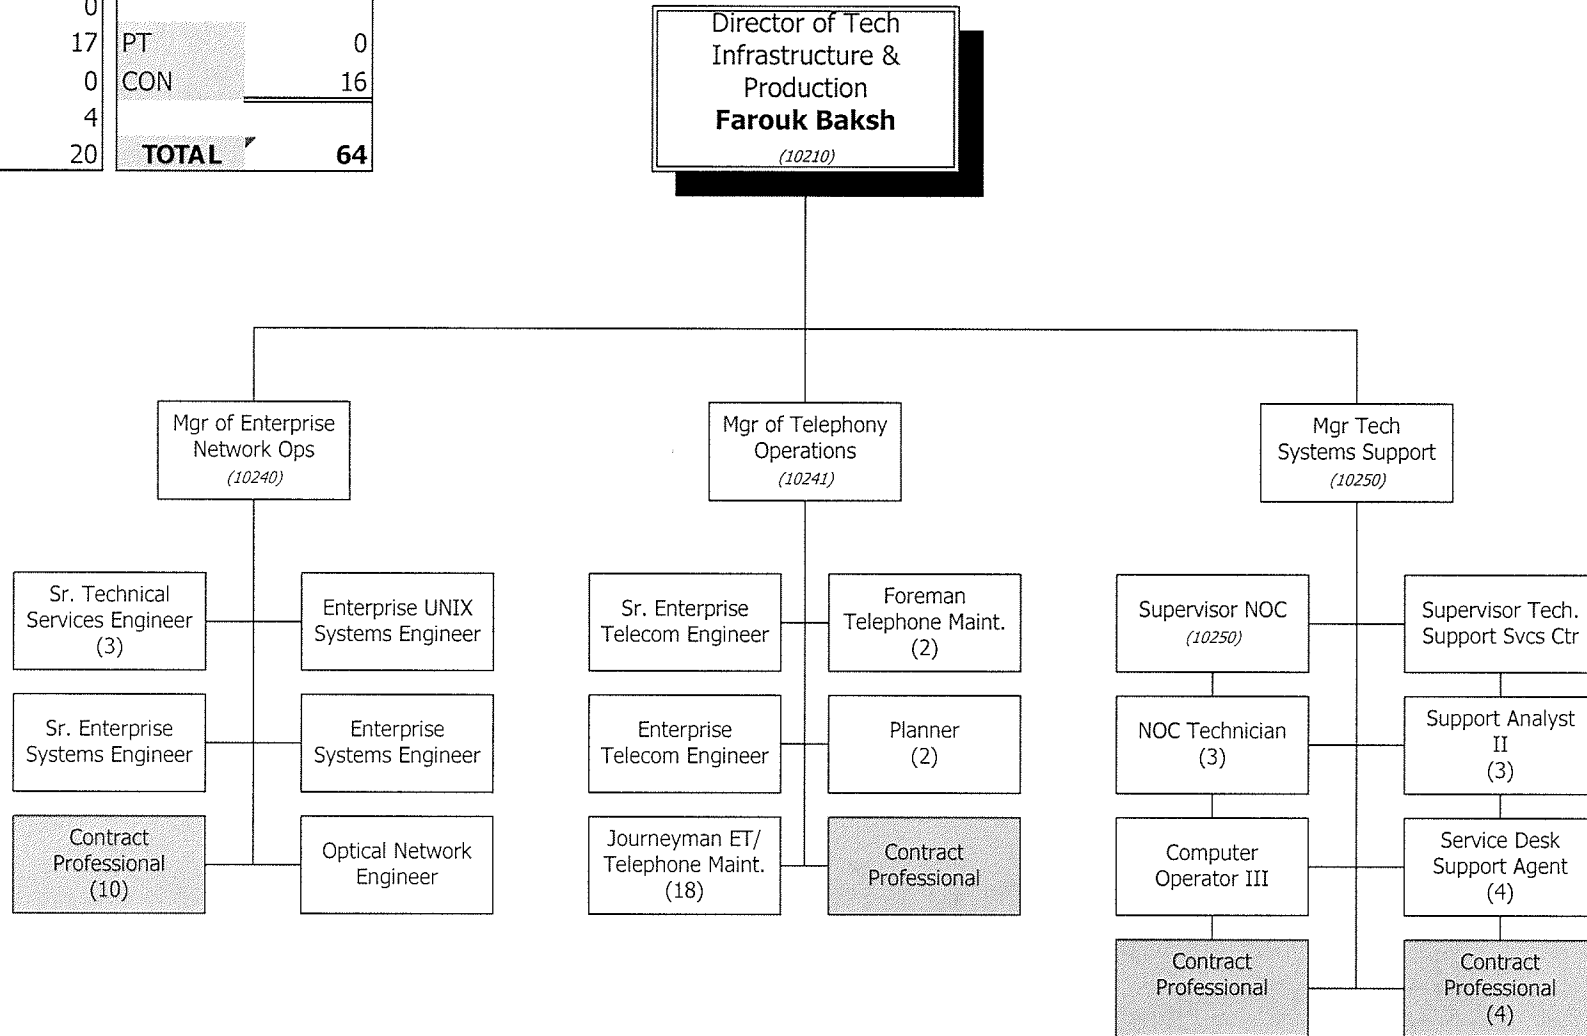 0
17 PT 0
0 CON 16
4
20 TOTAL 64
Director of Tech
Infrastructure &
Production
Farouk Baksh
(10210)
Mgr of Enterprise
Network Ops
(10240)
Mgr of Telephony
Operations
(10241)
Mgr Tech
Systems Support
(10250)
Sr. Technical
Services Engineer
(3)
Enterprise UNIX
Systems Engineer
Sr. Enterprise
Systems Engineer
Enterprise
Systems Engineer
Contract
Professional
(10)
Optical Network
Engineer
Sr. Enterprise
Telecom Engineer
Foreman
Telephone Maint.
(2)
Enterprise
Telecom Engineer
Planner
(2)
Journeyman ET/
Telephone Maint.
(18)
Contract
Professional
Supervisor NOC
(10250)
Supervisor Tech.
Support Svcs Ctr
NOC Technician
(3)
Support Analyst
II
(3)
Computer
Operator III
Service Desk
Support Agent
(4)
Contract
Professional
Contract
Professional
(4)